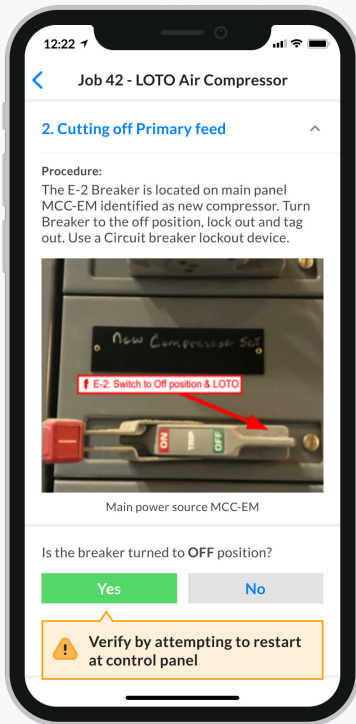 12:22
Job 42 - LOTO Air Compressor
2. Cutting off Primary feed
Procedure:
The E-2 Breaker is located on main panel
MCC-EM identified as new compressor. Turn
Breaker to the off position, lock out and tag
out. Use a Circuit breaker lockout device.
New Compressor Set
E-2: Switch to Off position & LOTO
ON
TRIP
OFF
Main power source MCC-EM
Is the breaker turned to OFF position?
Yes
No
Verify by attempting to restart
at control panel